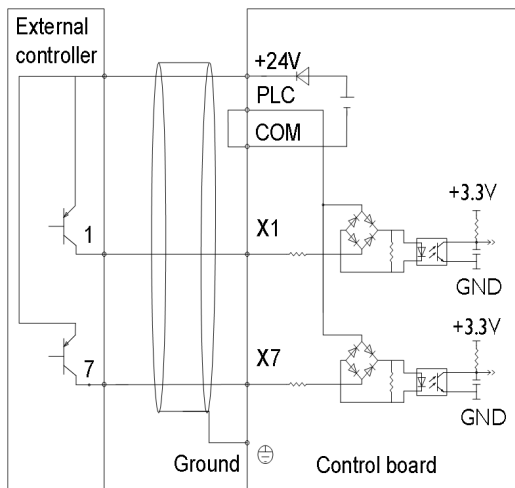 External
controller
+24V
PLC
COM
+3.3V
1
X1
GND
+3.3V
7
X7
GND
Ground
Control board